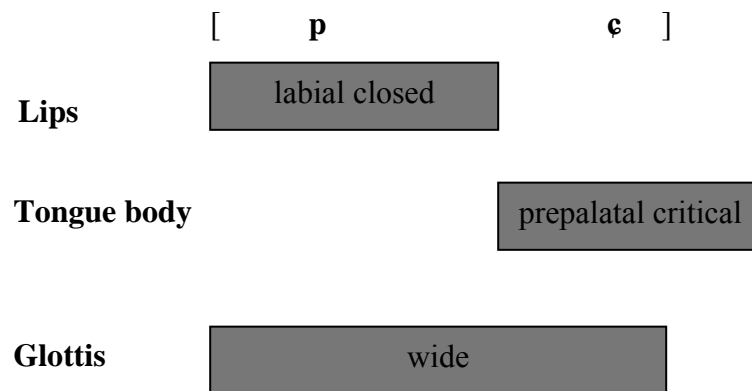 [ p ɕ ]
Lips labial closed
Tongue body prepalatal critical
Glottis wide